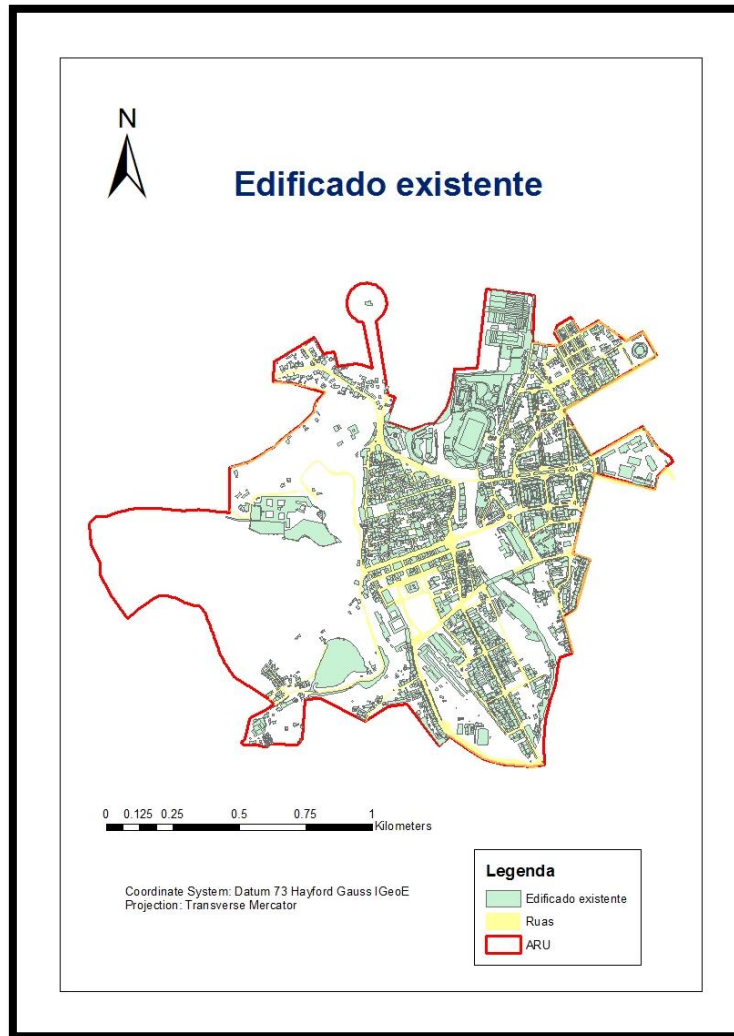 N
Edificado existente
0 0.125 0.25 0.5 0.75 1
Kilometers
Coordinate System: Datum 73 Hayford Gauss IGeoE
Projection: Transverse Mercator
Legenda
Edificado existente
Ruas
ARU